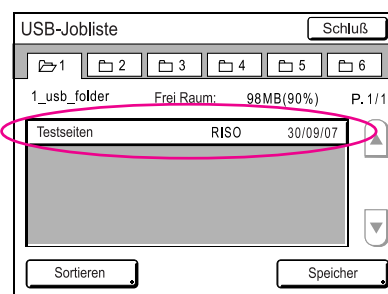 USB-Jobliste Schluß
1 2 3 4 5 6
1_usb_folder Frei Raum: 98MB(90%) P. 1/1
Testseiten RISO 30/09/07
Sortieren Speicher